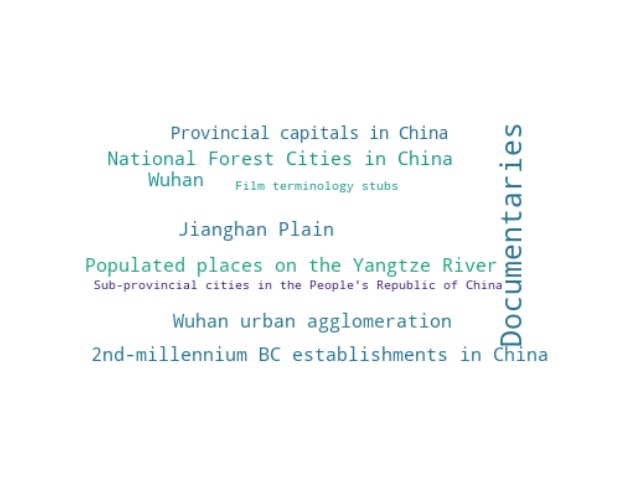 Provincial capitals in China
National Forest Cities in China
Wuhan
Film terminology stubs
Jianghan Plain
Populated places on the Yangtze River
Sub-provincial cities in the People's Republic of China
Wuhan urban agglomeration
2nd-millennium BC establishments in China
Documentaries